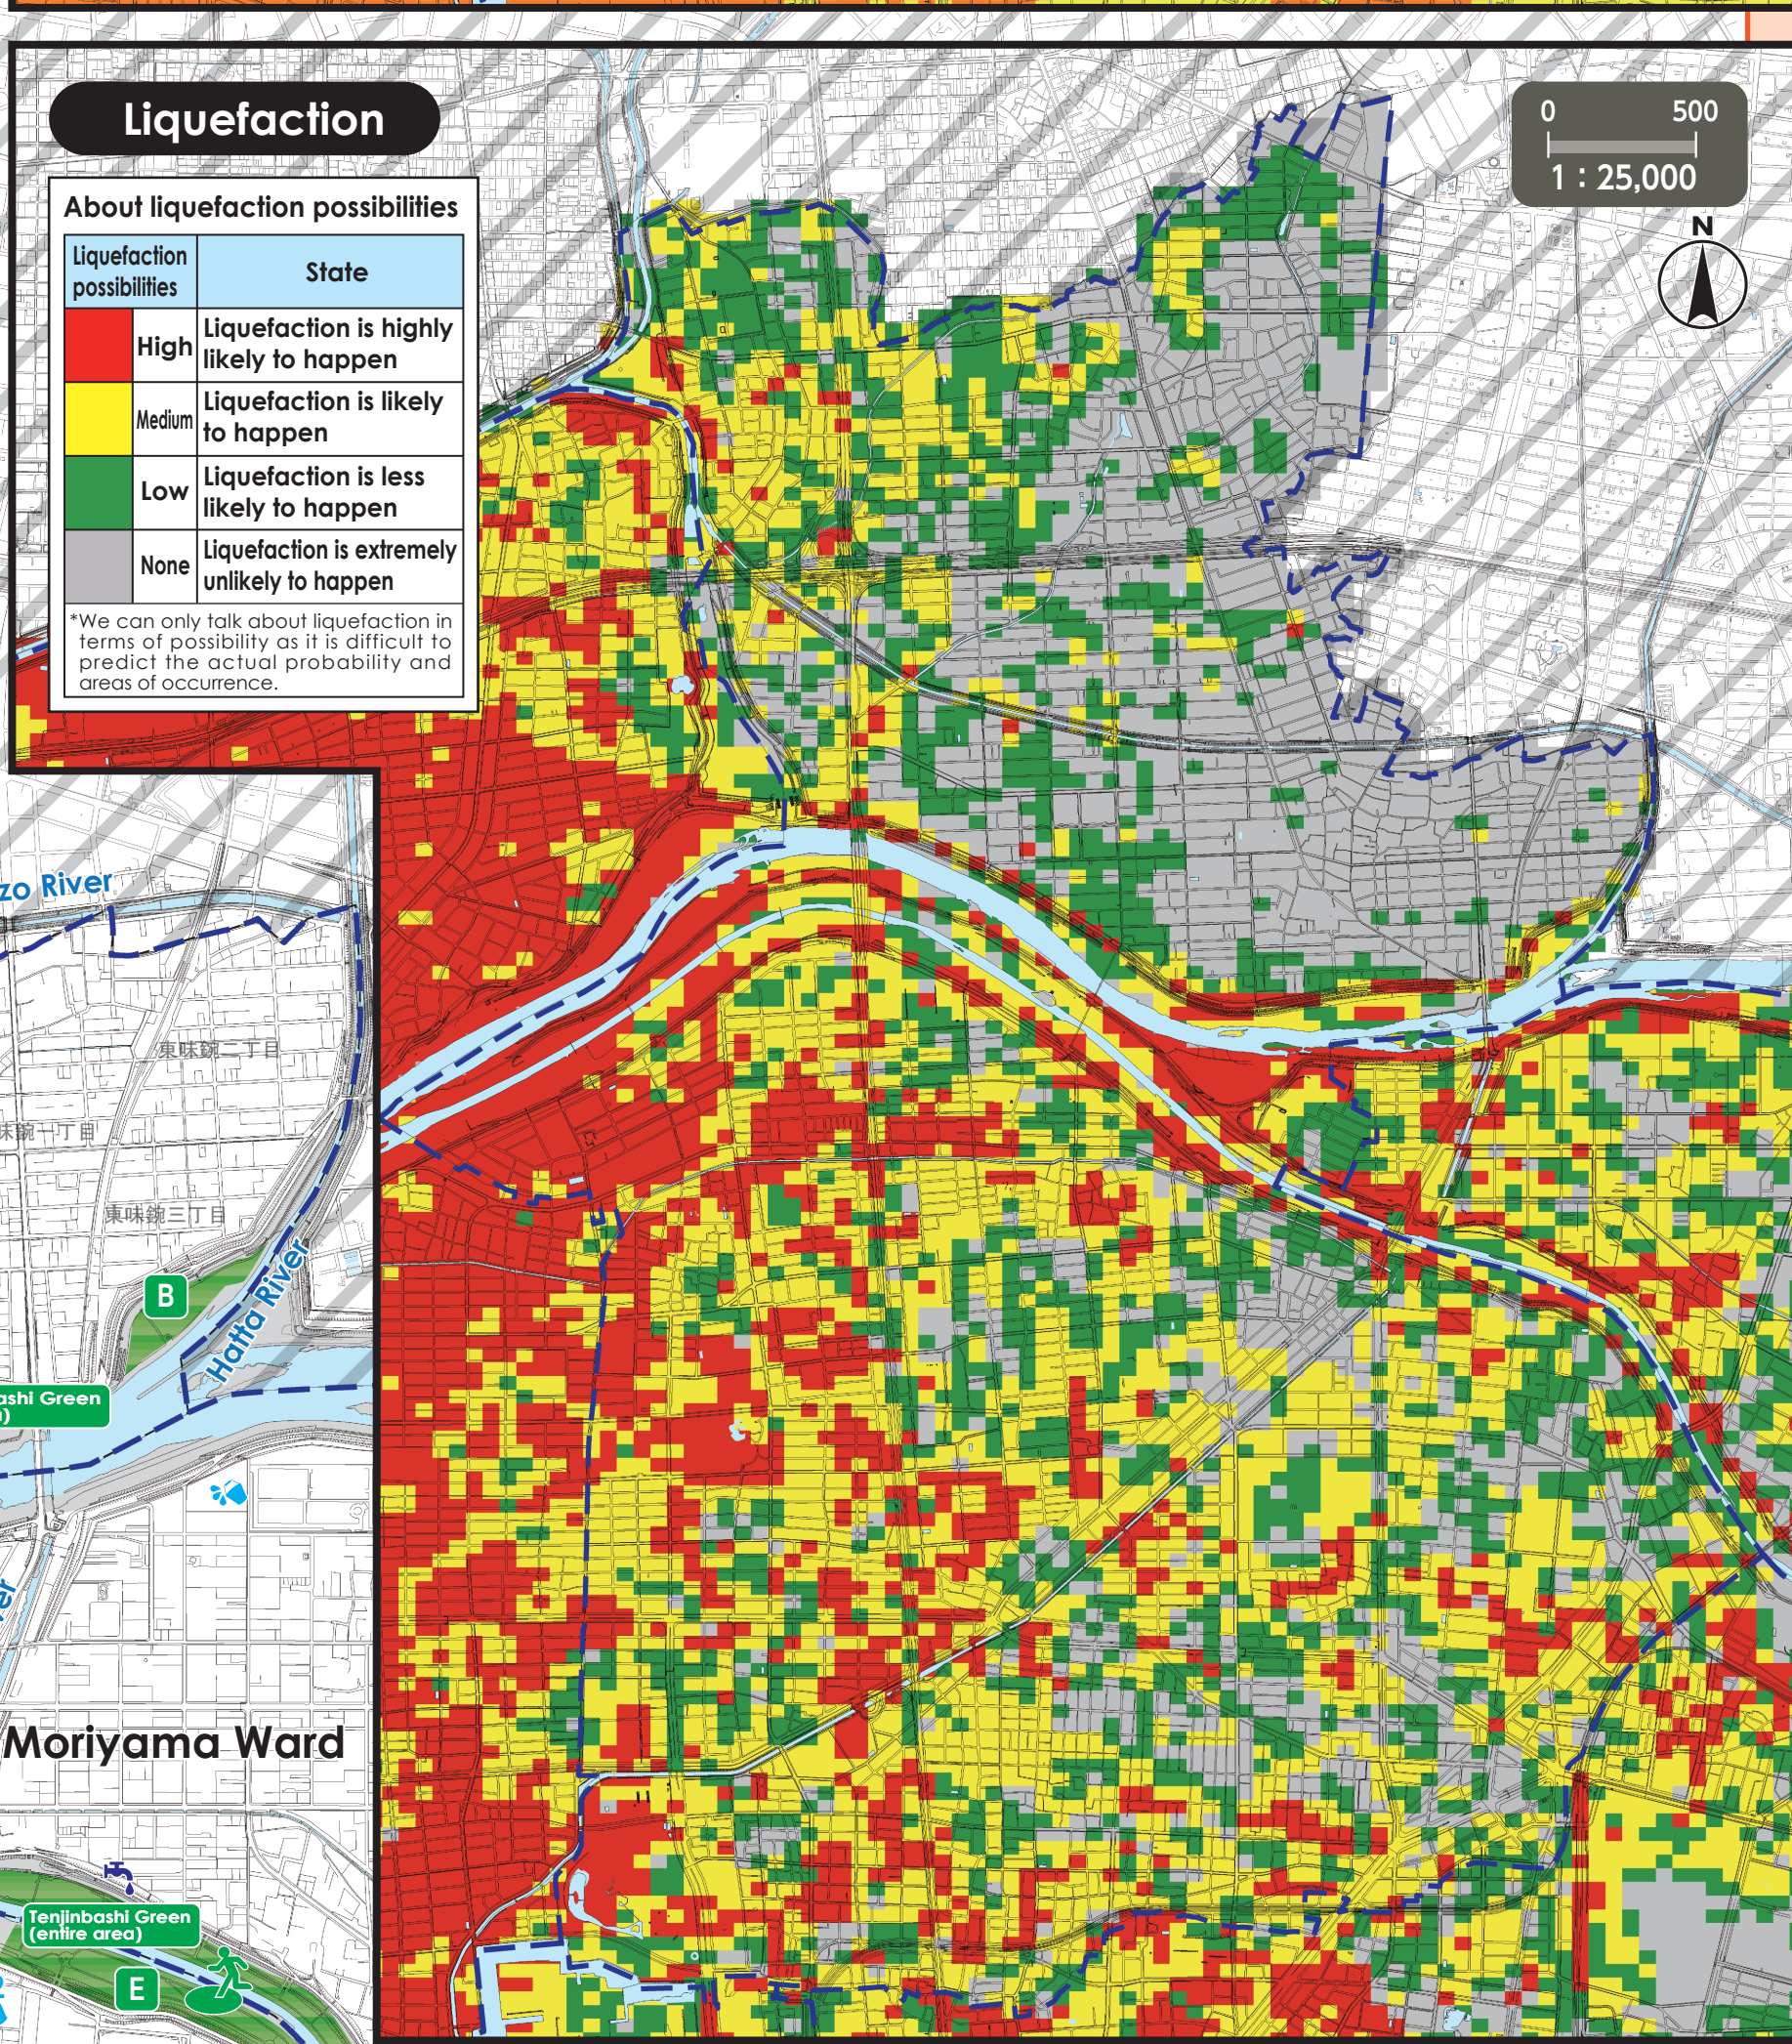 Liquefaction
0 500
1 : 25,000
N
About liquefaction possibilities
Liquefaction possibilities
State
High
Liquefaction is highly
likely to happen
Medium
Liquefaction is likely
to happen
Low
Liquefaction is less
likely to happen
None
Liquefaction is extremely
unlikely to happen
*We can only talk about liquefaction in
terms of possibility as it is difficult to
predict the actual probability and
areas of occurrence.
zo River
東味鋺二丁目
味鋺一丁目
東味鋺三丁目
B
Hatta River
ashi Green
Moriyama Ward
Tenjinbashi Green
(entire area)
E